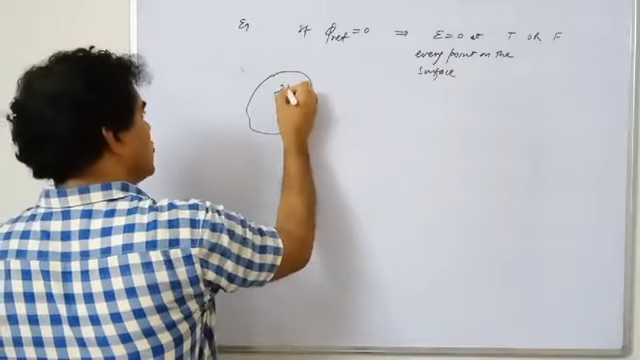 Eg If ϕnet = 0 ⇒ E = 0 at T OR F
every point on the
surface